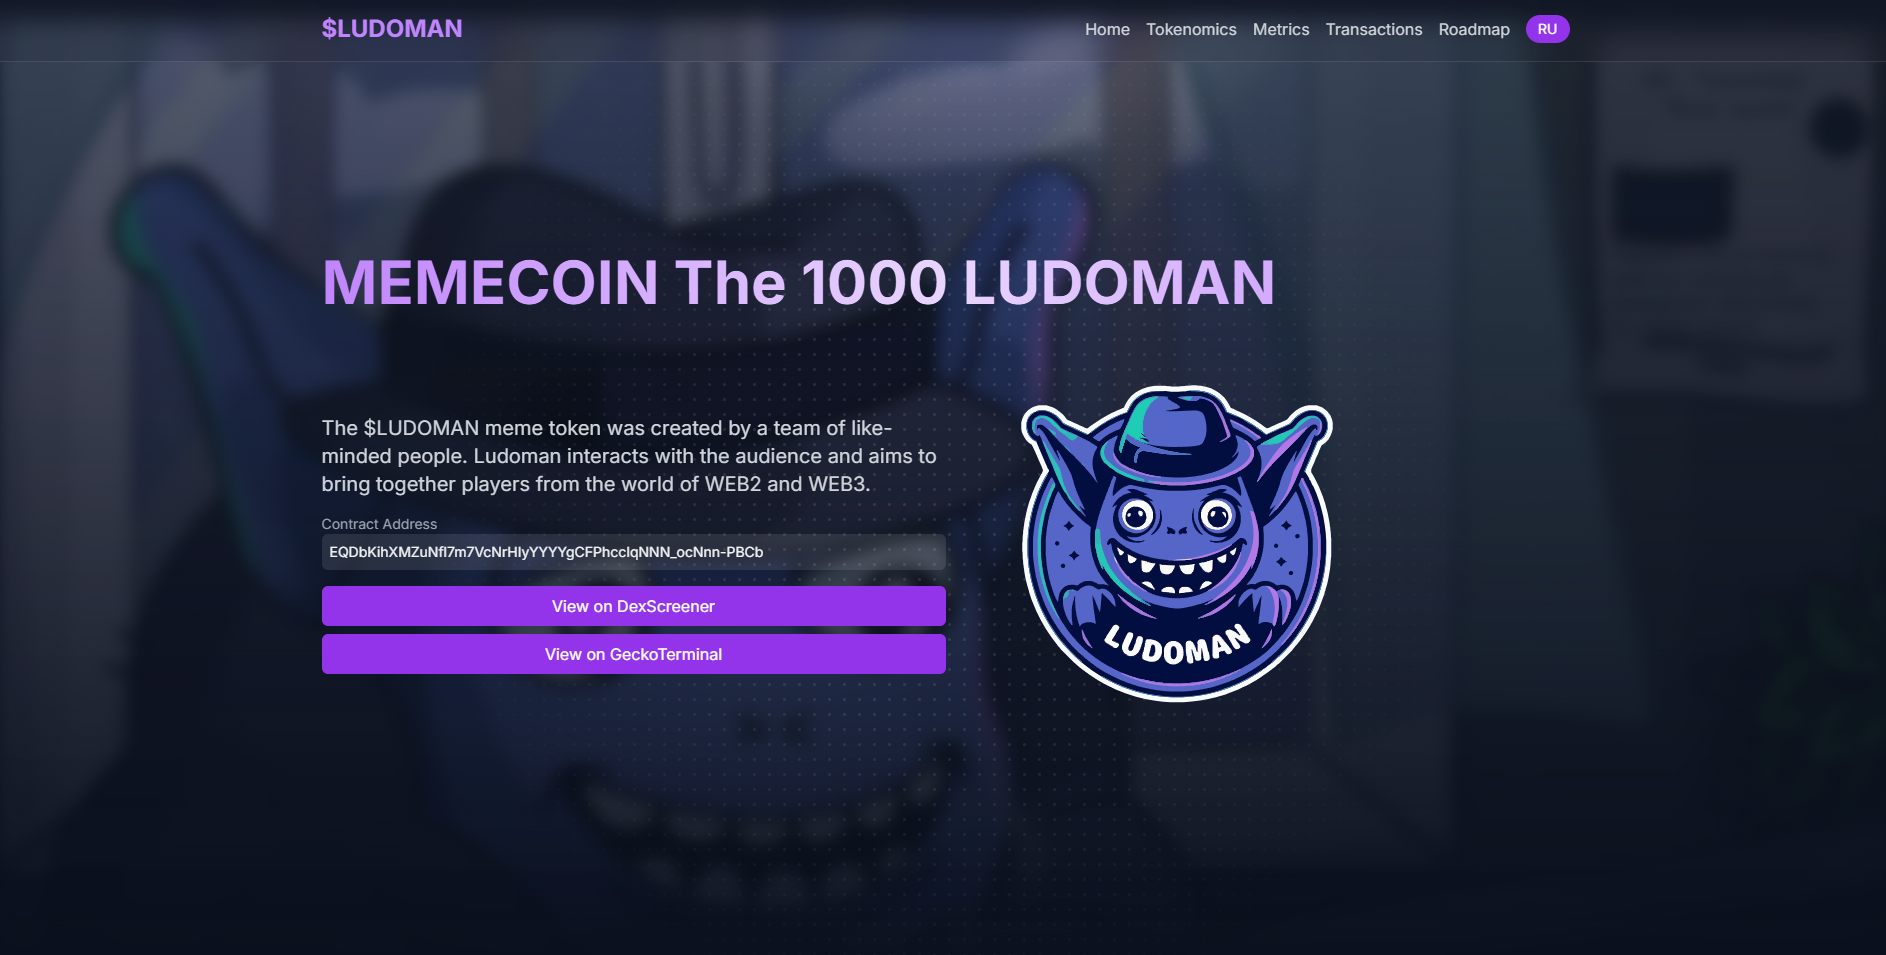 $LUDOMAN
Home Tokenomics Metrics Transactions Roadmap RU
MEMECOIN The 1000 LUDOMAN
The $LUDOMAN meme token was created by a team of like-
minded people. Ludoman interacts with the audience and aims to
bring together players from the world of WEB2 and WEB3.
Contract Address
EQDbKihXMZuNfl7m7VcNrHIyYYYYgCFPhccIqNNN_ocNnn-PBCb
View on DexScreener
View on GeckoTerminal
LUDOMAN